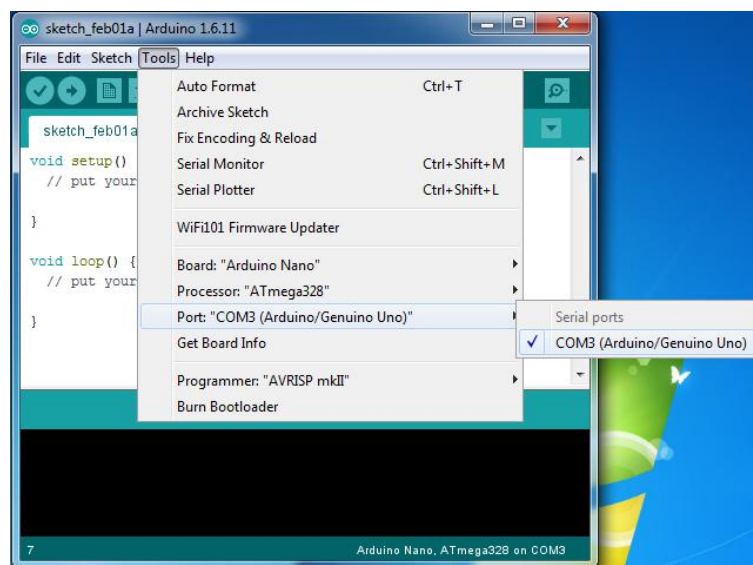 sketch_feb01a | Arduino 1.6.11
File Edit Sketch Tools Help
sketch_feb01a
void setup()
// put your
}
void loop() {
// put your
}
Auto Format Ctrl+T
Archive Sketch
Fix Encoding & Reload
Serial Monitor Ctrl+Shift+M
Serial Plotter Ctrl+Shift+L
WiFi101 Firmware Updater
Board: "Arduino Nano"
Processor: "ATmega328"
Port: "COM3 (Arduino/Genuino Uno)"
Get Board Info
Programmer: "AVRISP mkII"
Burn Bootloader
Serial ports
COM3 (Arduino/Genuino Uno)
7 Arduino Nano, ATmega328 on COM3